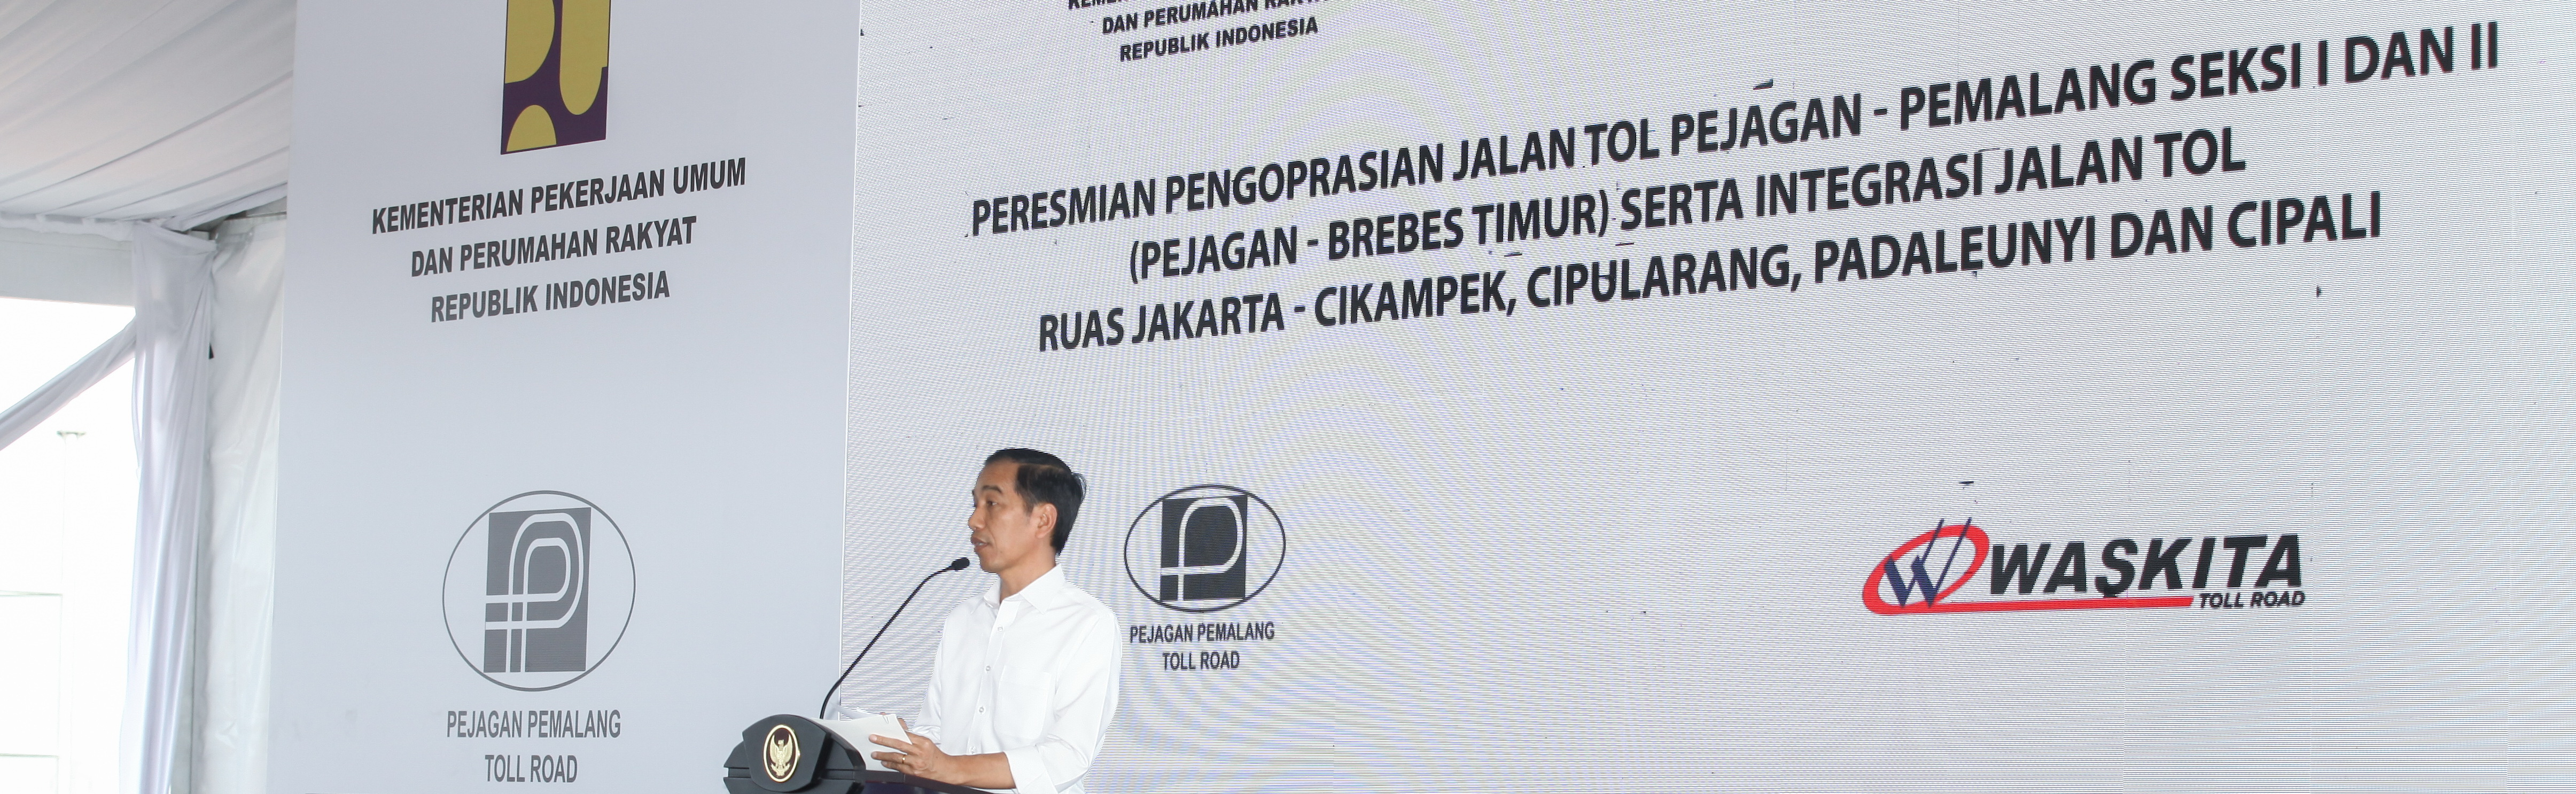 KEMENTERIAN PEKERJAAN UMUM
DAN PERUMAHAN RAKYAT
REPUBLIK INDONESIA
PEJAGAN PEMALANG
TOLL ROAD
DAN PERUMAHAN
REPUBLIK INDONESIA
PERESMIAN PENGOPRASIAN JALAN TOL PEJAGAN - PEMALANG SEKSI I DAN II
(PEJAGAN - BREBES TIMUR) SERTA INTEGRASI JALAN TOL
RUAS JAKARTA - CIKAMPEK, CIPULARANG, PADALEUNYI DAN CIPALI
PEJAGAN PEMALANG
TOLL ROAD
WASKITA
TOLL ROAD